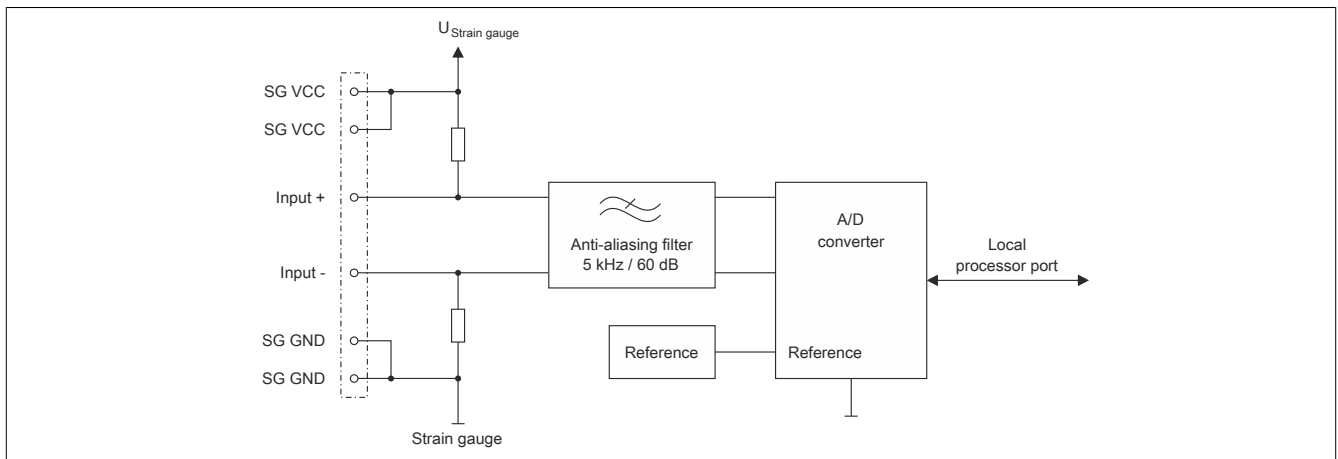 U Strain gauge
SG VCC
SG VCC
Input +
Input -
SG GND
SG GND
Strain gauge
Anti-aliasing filter
5 kHz / 60 dB
Reference
A/D
converter
Reference
Local
processor port